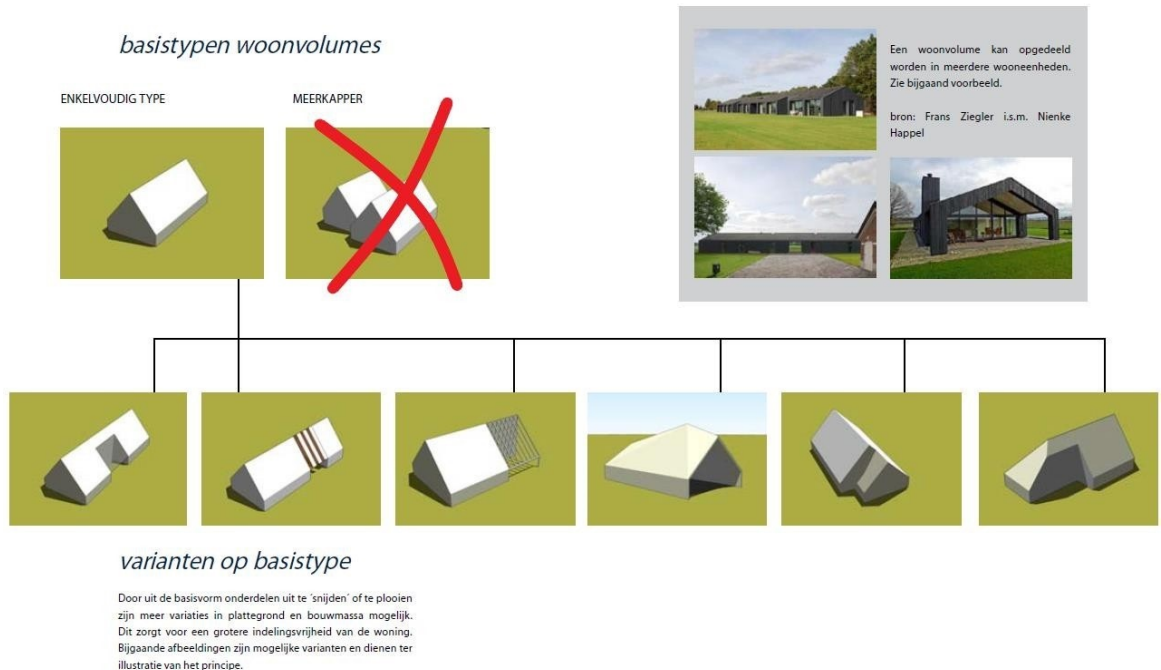 basistypen woonvolumes
ENKELVOUDIG TYPE
MEERKAPPER
Een woonvolume kan opgedeeld
worden in meerdere wooneenheden.
Zie bijgaand voorbeeld.
bron: Frans Ziegler i.s.m. Nienke
Happel
varianten op basistype
Door uit de basisvorm onderdelen uit te ‘snijden’ of te plooien
zijn meer variaties in plattegrond en bouwmassa mogelijk.
Dit zorgt voor een grotere indelingsvrijheid van de woning.
Bijgaande afbeeldingen zijn mogelijke varianten en dienen ter
illustratie van het principe.